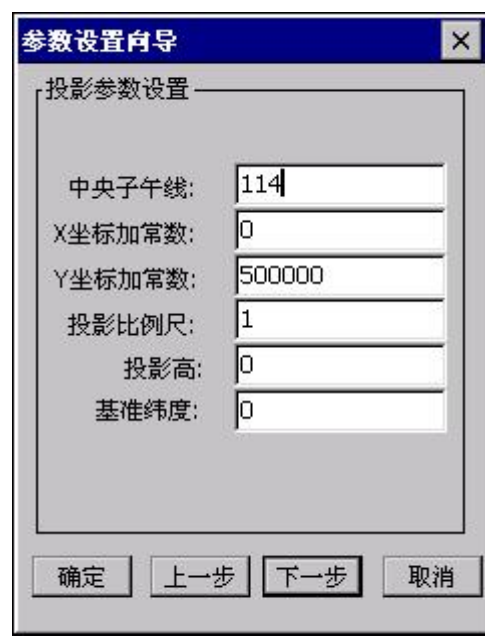 参数设置向导
投影参数设置
中央子午线: 114
X坐标加常数: 0
Y坐标加常数: 500000
投影比例尺: 1
投影高: 0
基准纬度: 0
确定 上一步 下一步 取消